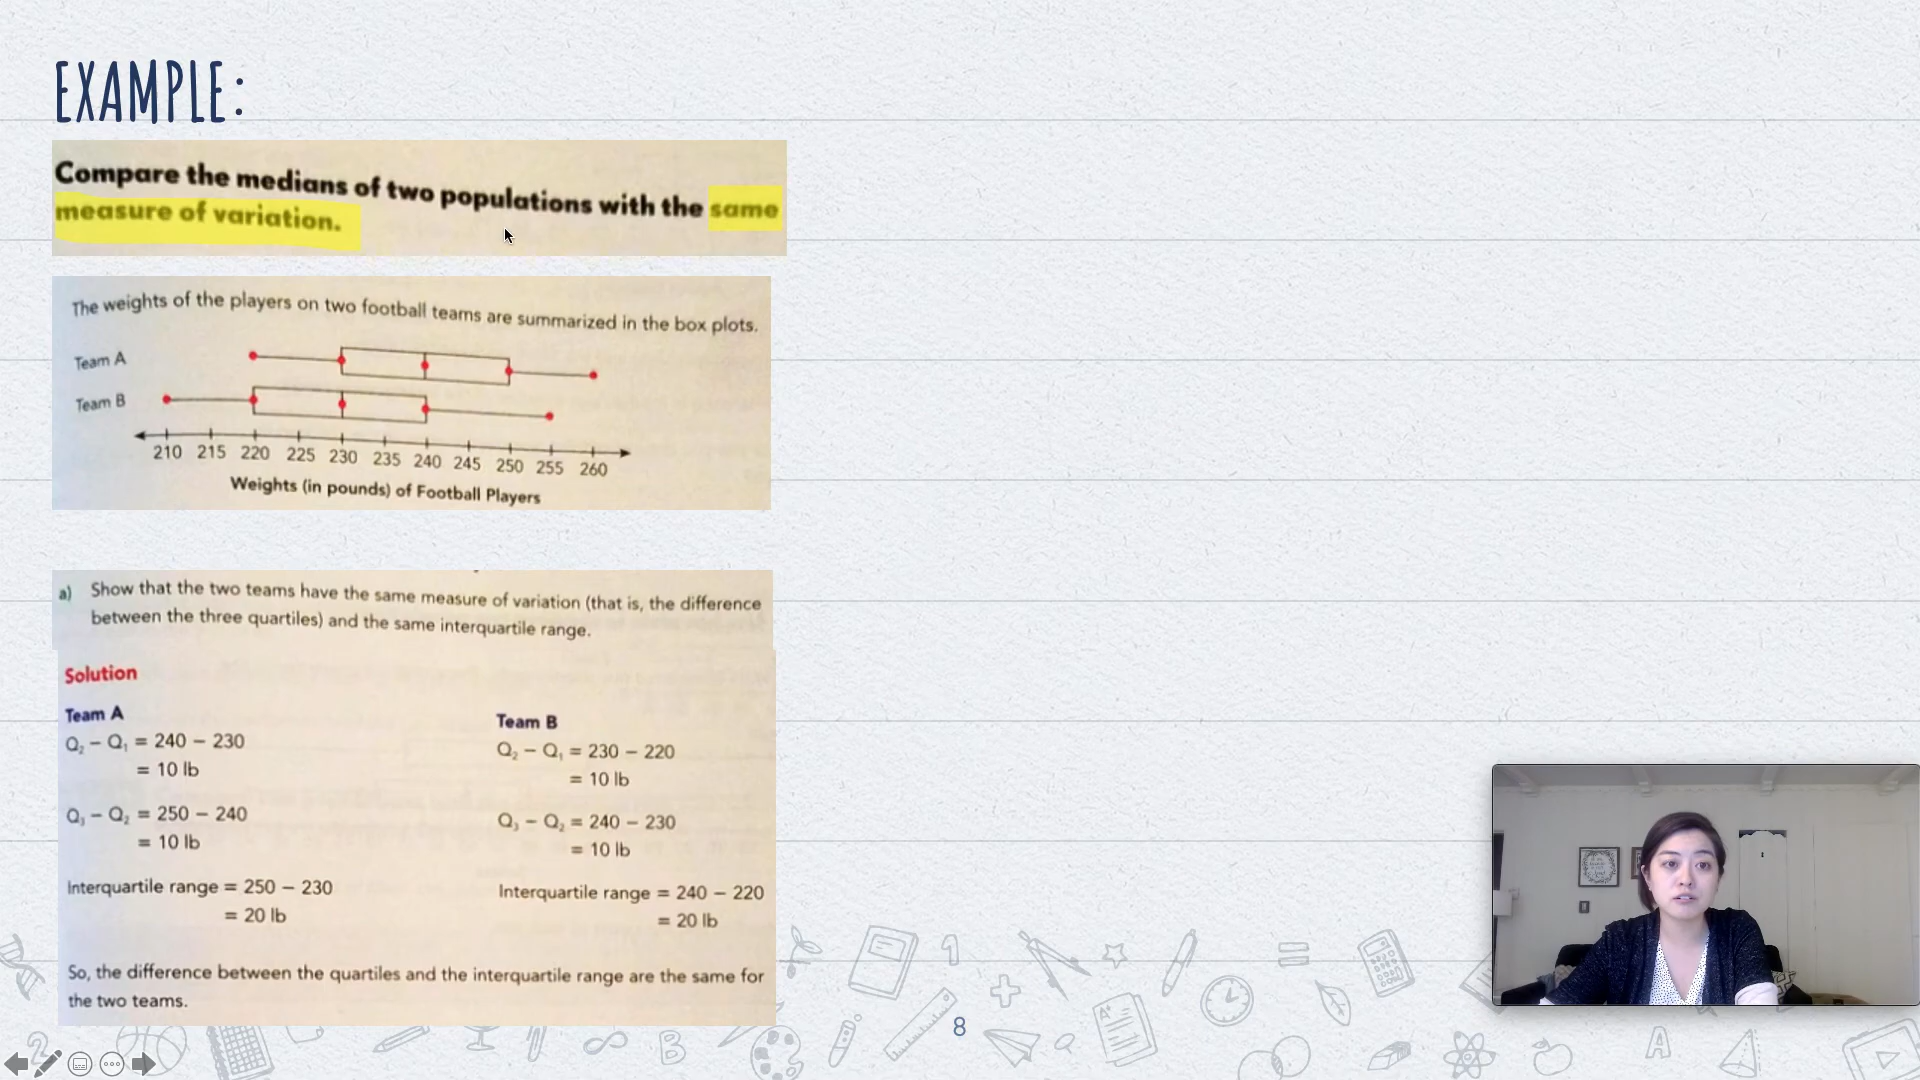 EXAMPLE:
Compare the medians of two populations with the same
measure of variation.
The weights of the players on two football teams are summarized in the box plots.
Team A
Team B
210 215 220 225 230 235 240 245 250 255 260
Weights (in pounds) of Football Players
a) Show that the two teams have the same measure of variation (that is, the difference
between the three quartiles) and the same interquartile range.
Solution
Team A
Q₂ − Q₁ = 240 − 230
= 10 lb
Q₃ − Q₂ = 250 − 240
= 10 lb
Interquartile range = 250 − 230
= 20 lb
Team B
Q₂ − Q₁ = 230 − 220
= 10 lb
Q₃ − Q₂ = 240 − 230
= 10 lb
Interquartile range = 240 − 220
= 20 lb
So, the difference between the quartiles and the interquartile range are the same for
the two teams.
8